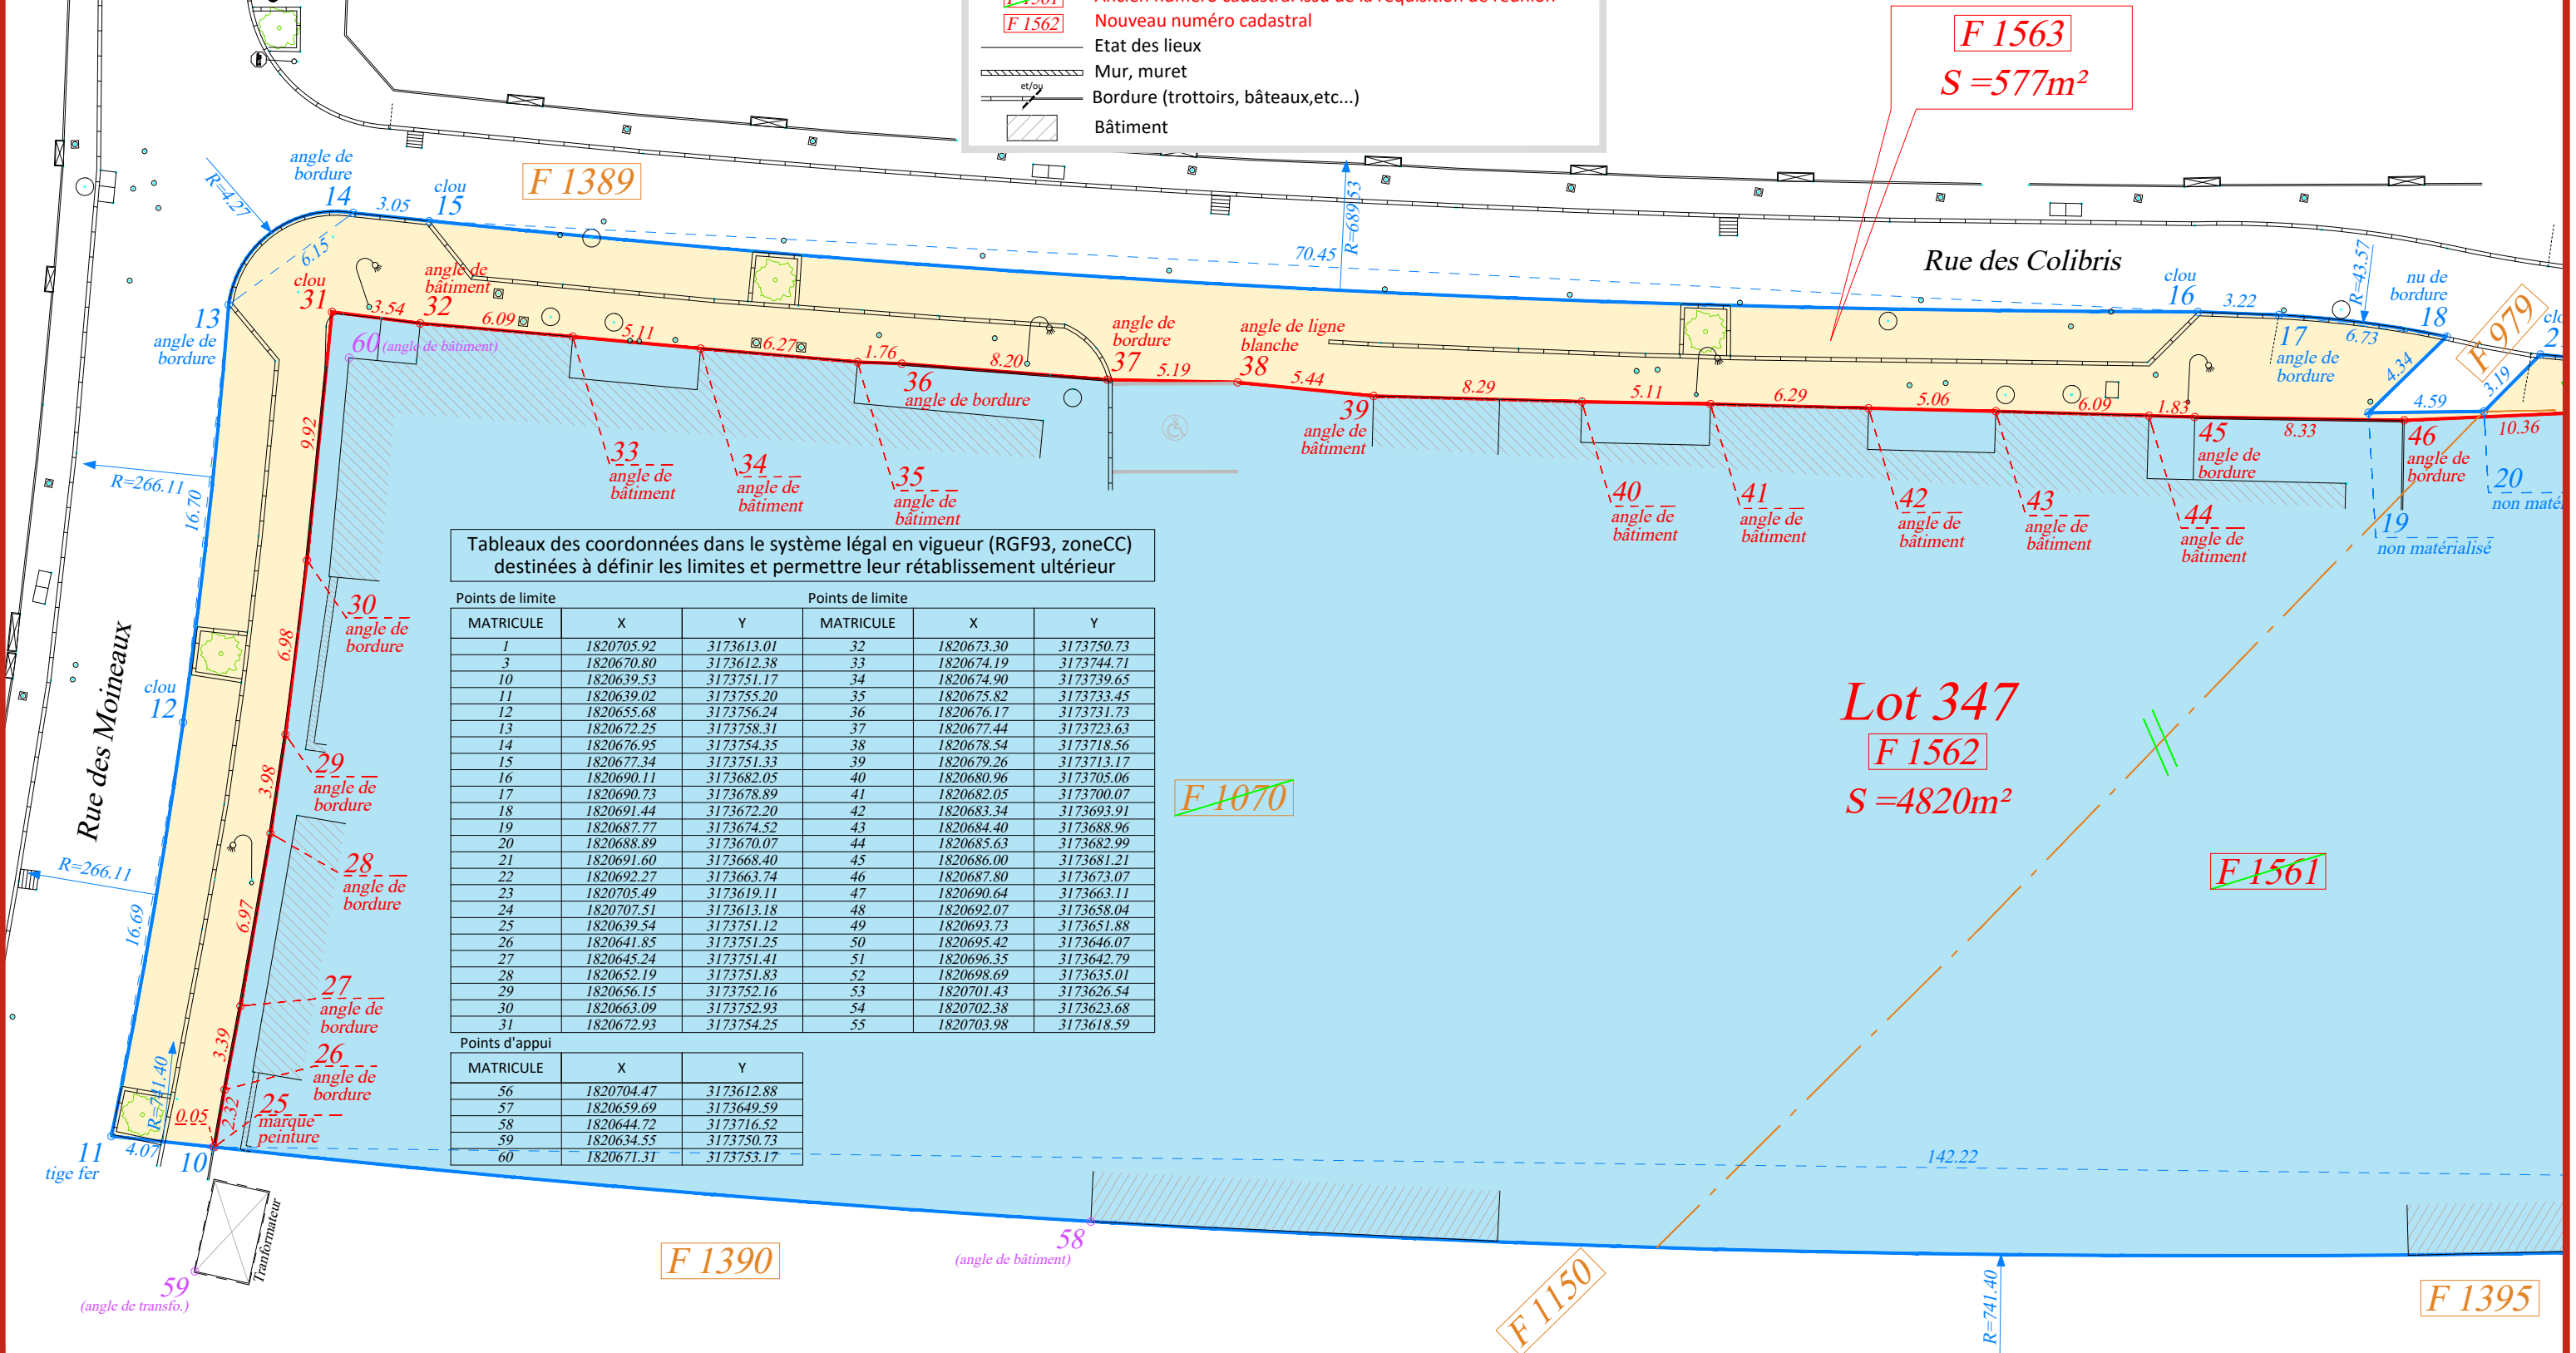 F 1562 Nouveau numéro cadastral
Etat des lieux
Mur, muret
et/ou
Bordure (trottoirs, bâteaux,etc...)
Bâtiment
F 1563
S =577m²
F 1389
angle de
bordure
14
3.05
clou
15
R=4.27
6.15
13
angle de
bordure
clou
31
3.54
angle de
bâtiment
32
60 (angle de bâtiment)
6.09
5.11
6.27
1.76
36
angle de bordure
8.20
angle de
bordure
37
5.19
angle de ligne
blanche
38
5.44
39
angle de
bâtiment
70.45
R=689.53
Rue des Colibris
clou
16
3.22
R=43.57
17
angle de
bordure
6.73
nu de
bordure
18
F 979
4.34
3.19
4.59
8.29
5.11
6.29
5.06
6.09
1.83
45
angle de
bordure
8.33
46
angle de
bordure
10.36
20
19
non matérialisé
33
angle de
bâtiment
34
angle de
bâtiment
35
angle de
bâtiment
40
angle de
bâtiment
41
angle de
bâtiment
42
angle de
bâtiment
43
angle de
bâtiment
44
angle de
bâtiment
9.92
R=266.11
16.70
30
angle de
bordure
6.98
clou
12
Rue des Moineaux
29
angle de
bordure
3.98
28
angle de
bordure
R=266.11
16.69
6.97
27
angle de
bordure
3.39
26
angle de
bordure
R=741.40
0.05
2.32
25
marque
peinture
11
tige fer
4.07
10
Tranformateur
59
(angle de transfo.)
Tableaux des coordonnées dans le système légal en vigueur (RGF93, zoneCC)
destinées à définir les limites et permettre leur rétablissement ultérieur
Points de limite Points de limite
MATRICULE X Y MATRICULE X Y
1 1820705.92 3173613.01 32 1820673.30 3173750.73
3 1820670.80 3173612.38 33 1820674.19 3173744.71
10 1820639.53 3173751.17 34 1820674.90 3173739.65
11 1820639.02 3173755.20 35 1820675.82 3173733.45
12 1820655.68 3173756.24 36 1820676.17 3173731.73
13 1820672.25 3173758.31 37 1820677.44 3173723.63
14 1820676.95 3173754.35 38 1820678.54 3173718.56
15 1820677.34 3173751.33 39 1820679.26 3173713.17
16 1820690.11 3173682.05 40 1820680.96 3173705.06
17 1820690.73 3173678.89 41 1820682.05 3173700.07
18 1820691.44 3173672.20 42 1820683.34 3173693.91
19 1820687.77 3173674.52 43 1820684.40 3173688.96
20 1820688.89 3173670.07 44 1820685.63 3173682.99
21 1820691.60 3173668.40 45 1820686.00 3173681.21
22 1820692.27 3173663.74 46 1820687.80 3173673.07
23 1820705.49 3173619.11 47 1820690.64 3173663.11
24 1820707.51 3173613.18 48 1820692.07 3173658.04
25 1820639.54 3173751.12 49 1820693.73 3173651.88
26 1820641.85 3173751.25 50 1820695.42 3173646.07
27 1820645.24 3173751.41 51 1820696.35 3173642.79
28 1820652.19 3173751.83 52 1820698.69 3173635.01
29 1820656.15 3173752.16 53 1820701.43 3173626.54
30 1820663.09 3173752.93 54 1820702.38 3173623.68
31 1820672.93 3173754.25 55 1820703.98 3173618.59
Points d'appui
MATRICULE X Y
56 1820704.47 3173612.88
57 1820659.69 3173649.59
58 1820644.72 3173716.52
59 1820634.55 3173750.73
60 1820671.31 3173753.17
F 1070
Lot 347
F 1562
S =4820m²
F 1561
142.22
58
(angle de bâtiment)
F 1390
F 1150
R=741.40
F 1395